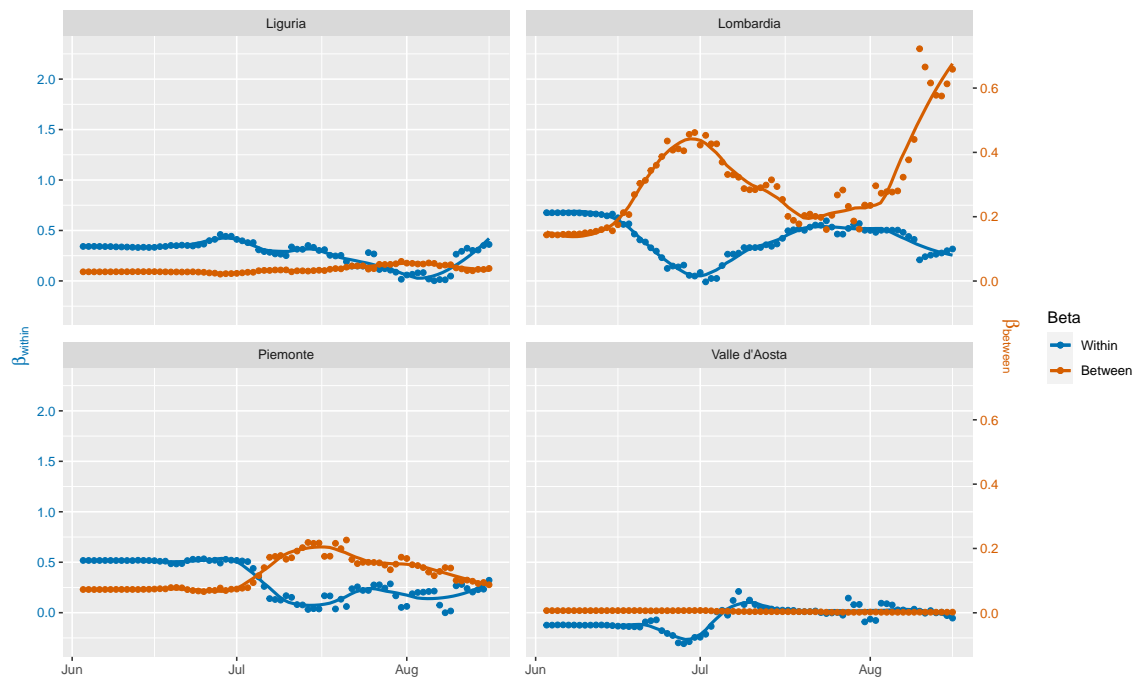 Liguria
Lombardia
2.0
1.5
1.0
0.5
0.0
0.6
0.4
0.2
0.0
βwithin
βbetween
Piemonte
Valle d'Aosta
2.0
1.5
1.0
0.5
0.0
0.6
0.4
0.2
0.0
Jun
Jul
Aug
Jun
Jul
Aug
Beta
Within
Between